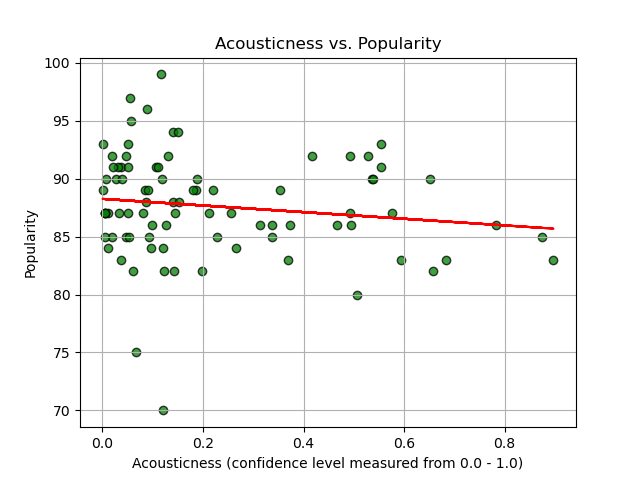 Acousticness vs. Popularity
100
95
90
85
80
75
70
Popularity
0.0 0.2 0.4 0.6 0.8
Acousticness (confidence level measured from 0.0 - 1.0)